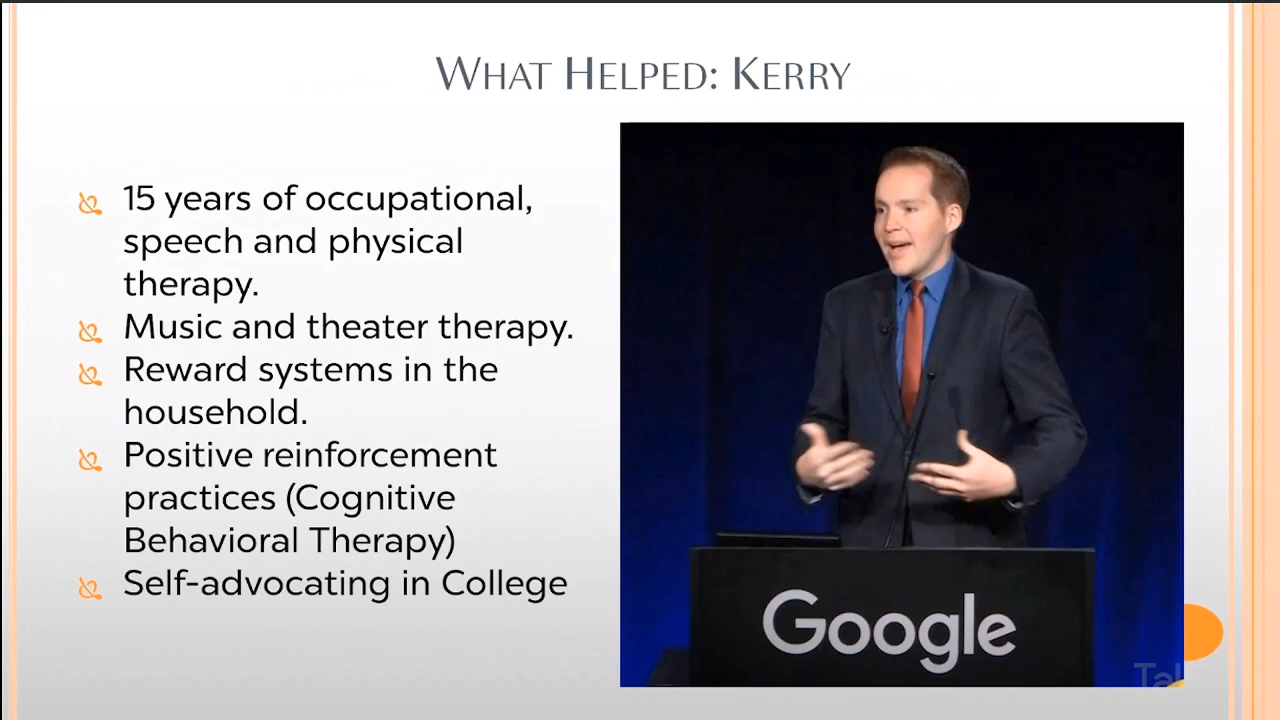 What Helped: Kerry
15 years of occupational,
speech and physical
therapy.
Music and theater therapy.
Reward systems in the
household.
Positive reinforcement
practices (Cognitive
Behavioral Therapy)
Self-advocating in College
Google